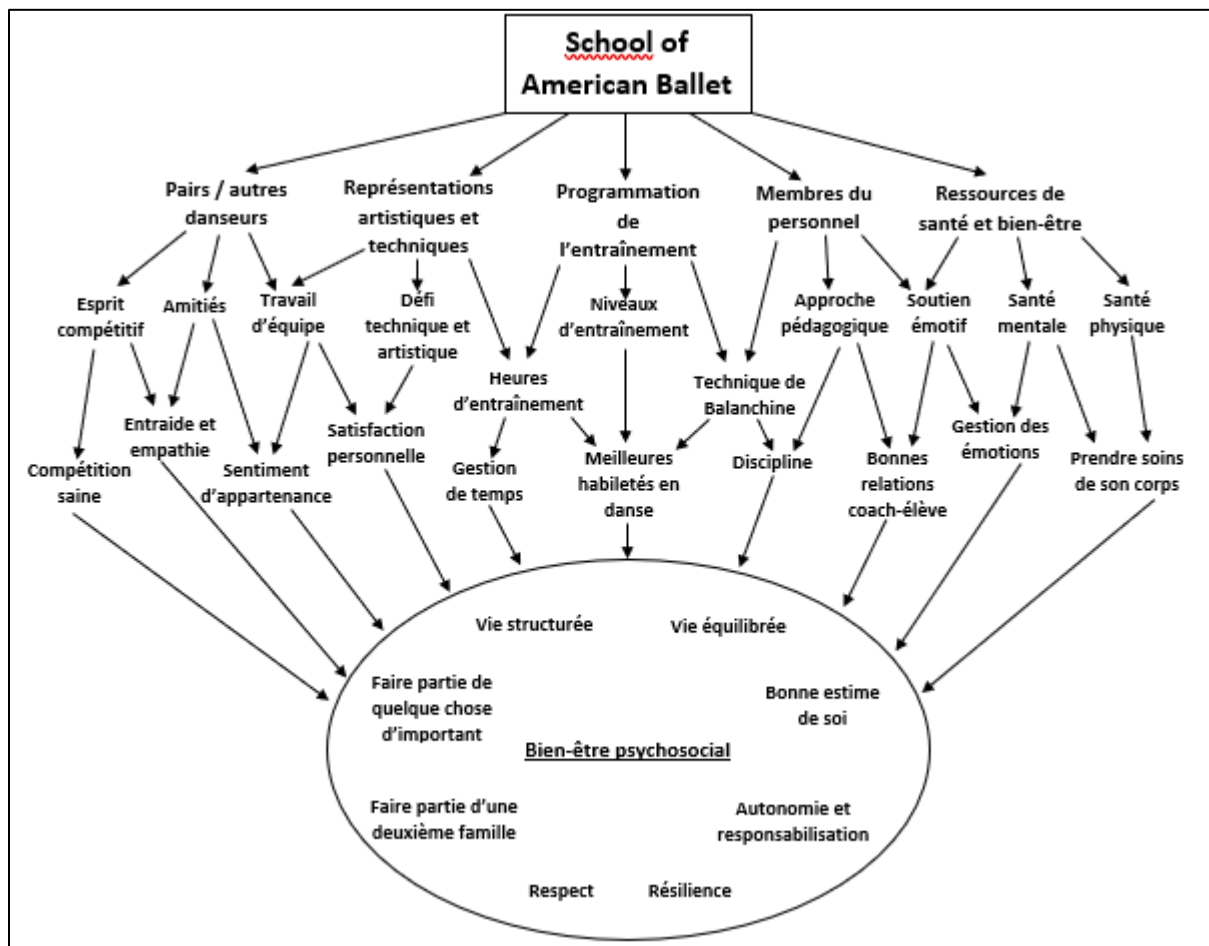 School of
American Ballet
Pairs / autres
danseurs
Représentations
artistiques et
techniques
Programmation
de
l'entraînement
Membres du
personnel
Ressources de
santé et bien-être
Esprit
compétitif
Amitiés
Travail
d'équipe
Défi
technique et
artistique
Niveaux
d'entraînement
Approche
pédagogique
Soutien
émotif
Santé
mentale
Santé
physique
Heures
d'entraînement
Technique de
Balanchine
Entraide et
empathie
Satisfaction
personnelle
Gestion des
émotions
Compétition
saine
Sentiment
d'appartenance
Gestion
de temps
Meilleures
habiletés en
danse
Discipline
Bonnes
relations
coach-élève
Prendre soins
de son corps
Vie structurée
Vie équilibrée
Faire partie de
quelque chose
d'important
Bonne estime
de soi
Bien-être psychosocial
Faire partie d'une
deuxième famille
Autonomie et
responsabilisation
Respect
Résilience